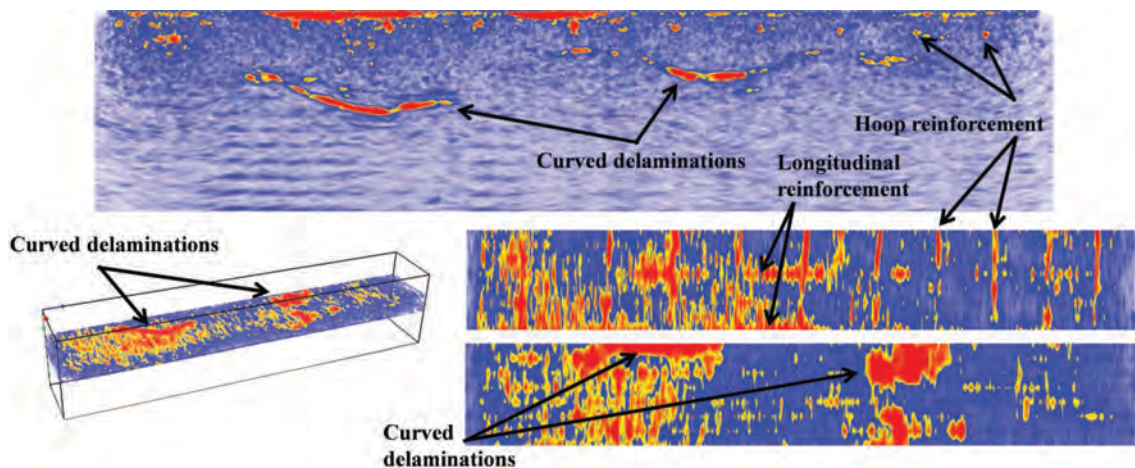 Hoop reinforcement
Curved delaminations
Longitudinal
reinforcement
Curved delaminations
Curved
delaminations